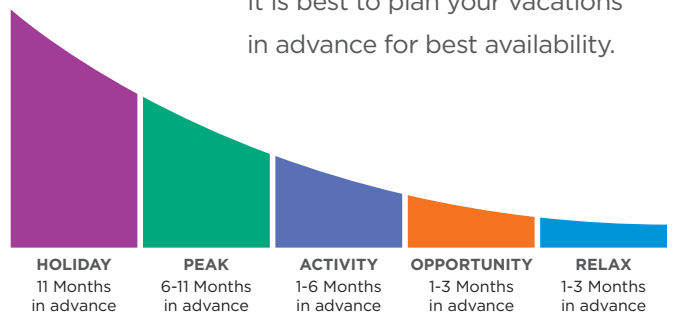 it is best to plan your vacations
in advance for best availability.
HOLIDAY
11 Months
in advance
PEAK
6-11 Months
in advance
ACTIVITY
1-6 Months
in advance
OPPORTUNITY
1-3 Months
in advance
RELAX
1-3 Months
in advance